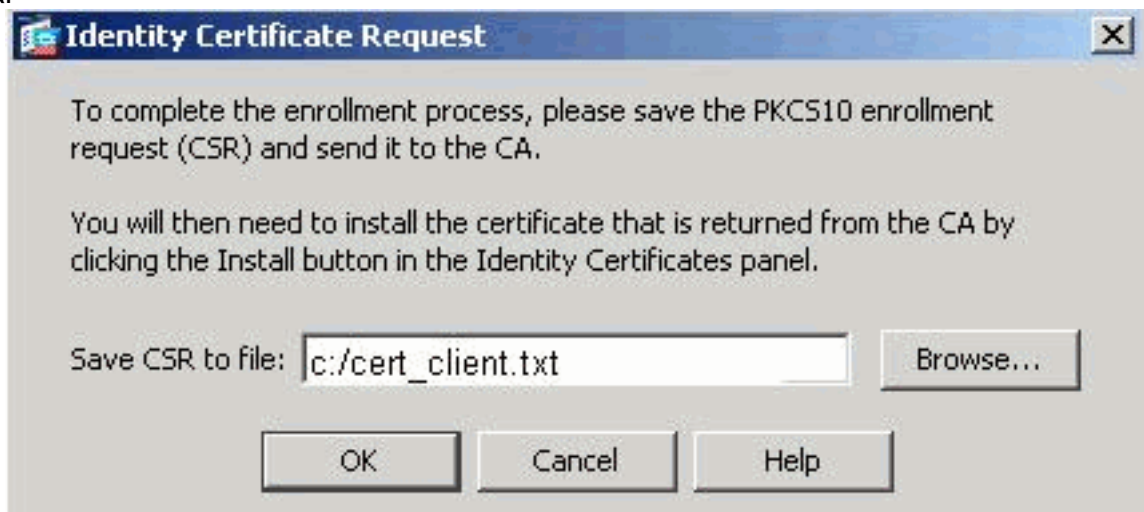 Identity Certificate Request
To complete the enrollment process, please save the PKCS10 enrollment
request (CSR) and send it to the CA.
You will then need to install the certificate that is returned from the CA by
clicking the Install button in the Identity Certificates panel.
Save CSR to file: c:/cert_client.txt Browse...
OK Cancel Help